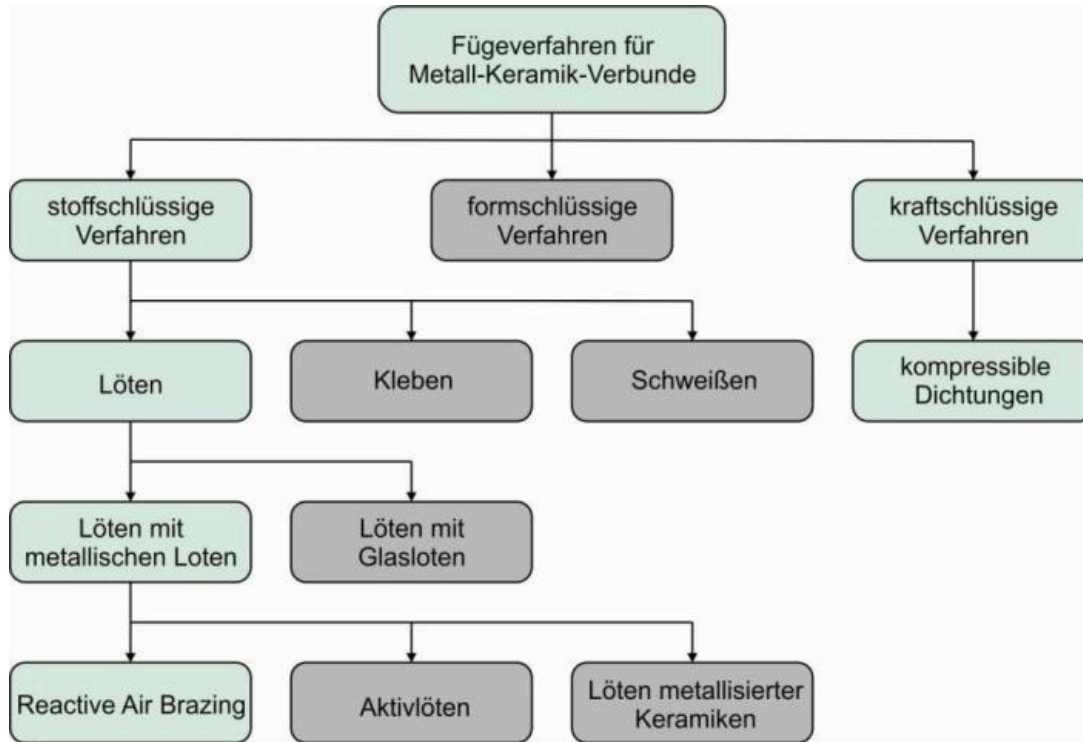 Fügeverfahren für
Metall-Keramik-Verbunde
stoffschlüssige
Verfahren
formschlüssige
Verfahren
kraftschlüssige
Verfahren
Löten
Kleben
Schweißen
kompressible
Dichtungen
Löten mit
metallischen Loten
Löten mit
Glasloten
Reactive Air Brazing
Aktivlöten
Löten metallisierter
Keramiken